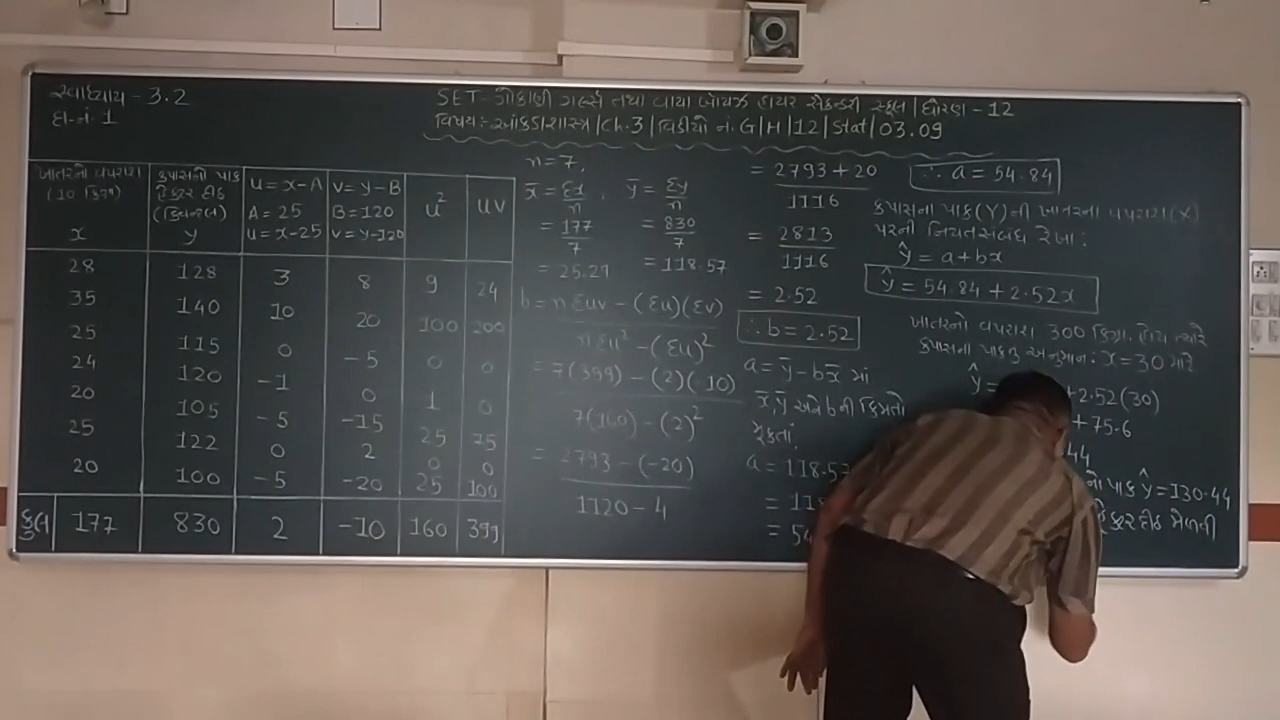 સ્વાધ્યાય - 3.2
દા.નં. 1
SET - ગોકાણી ગર્લ્સ તથા વાયા બોયઝ હાયર સેકન્ડરી સ્કૂલ | ધોરણ - 12
વિષય :- આંકડાશાસ્ત્ર | Ch.3 | વિડીયો નં. G | H | 12 | Stat | 03.09
ખાતરનો વપરાશ કપાસનો પાક u = x-A v = y-B u² uv
(10 કિગ્રા) હેક્ટર દીઠ A = 25 B = 120
(ક્વિન્ટલ) u = x-25 v = y-120
x y
28 128 3 8 9 24
35 140 10 20 100 200
25 115 0 -5 0 0
24 120 -1 0 1 0
20 105 -5 -15 25 75
25 122 0 2 0 0
20 100 -5 -20 25 100
કુલ 177 830 2 -10 160 399
n = 7,
x̄ = Σx/n , ȳ = Σy/n
= 177/7 = 830/7
= 25.29 = 118.57
b = nΣuv - (Σu)(Σv) / nΣu² - (Σu)²
= 7(399) - (2)(-10) / 7(160) - (2)²
= 2793 - (-20) / 1120 - 4
= 2793 + 20 / 1116
= 2813 / 1116
= 2.52
∴ b = 2.52
a = ȳ - bx̄ માં
x̄, ȳ અને b ની કિંમતો
મૂકતાં
a = 118.57
= 11
= 54
∴ a = 54.84
કપાસના પાક (Y) ની ખાતરના વપરાશ (X)
પરની નિયતસંબંધ રેખા :
ŷ = a + bx
ŷ = 54.84 + 2.52x
ખાતરનો વપરાશ 300 કિગ્રા. હોય ત્યારે
કપાસના પાકનું અનુમાન : x = 30 માટે
ŷ = + 2.52(30)
+ 75.6
44
નો પાક ŷ = 130.44
હેક્ટર દીઠ મેળવી